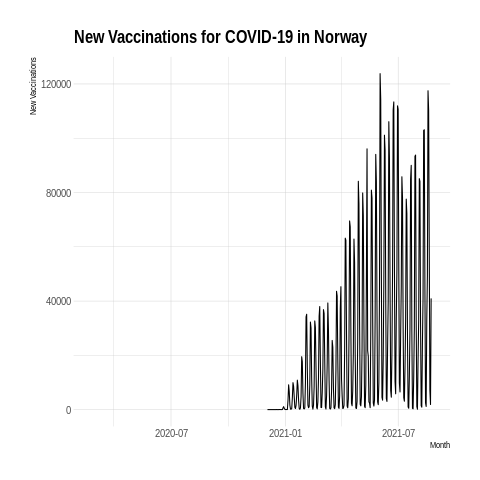 New Vaccinations for COVID-19 in Norway
New Vaccinations
120000
80000
40000
0
2020-07
2021-01
2021-07
Month